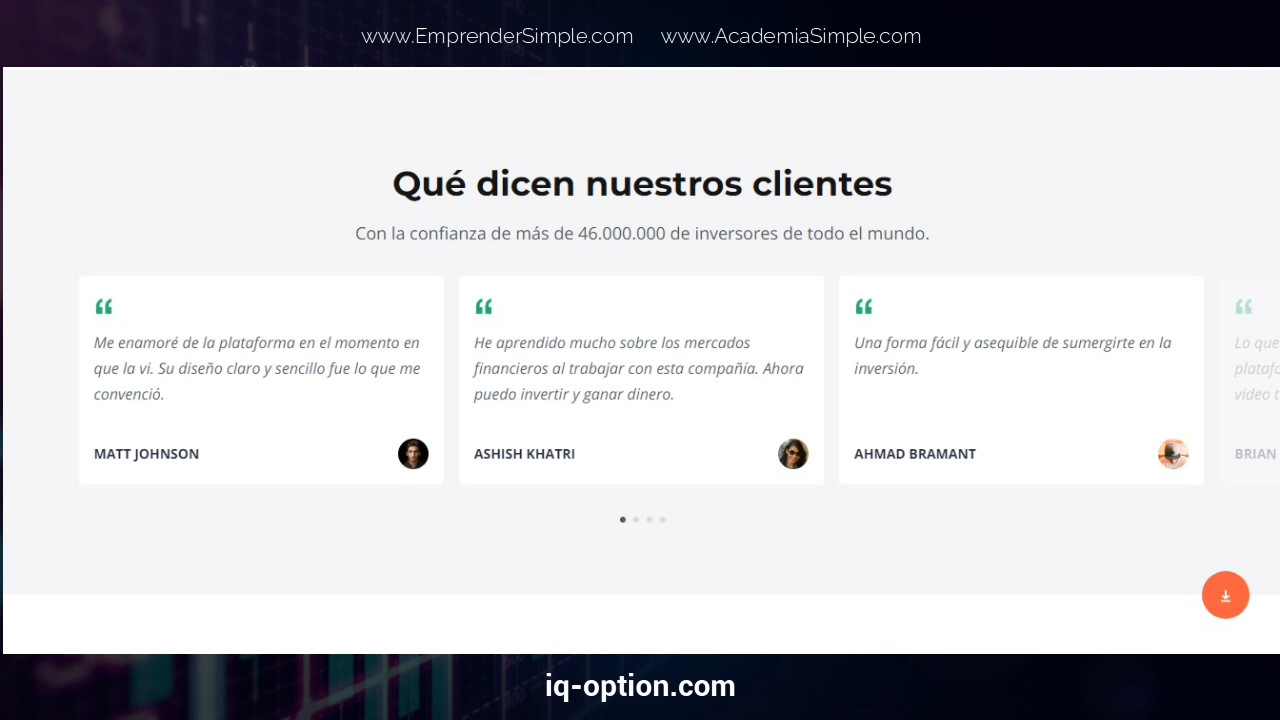 www.EmprenderSimple.com www.AcademiaSimple.com
Qué dicen nuestros clientes
Con la confianza de más de 46.000.000 de inversores de todo el mundo.
Me enamoré de la plataforma en el momento en
que la vi. Su diseño claro y sencillo fue lo que me
convenció.
MATT JOHNSON
He aprendido mucho sobre los mercados
financieros al trabajar con esta compañía. Ahora
puedo invertir y ganar dinero.
ASHISH KHATRI
Una forma fácil y asequible de sumergirte en la
inversión.
AHMAD BRAMANT
Lo que
video
BRIAN
iq-option.com